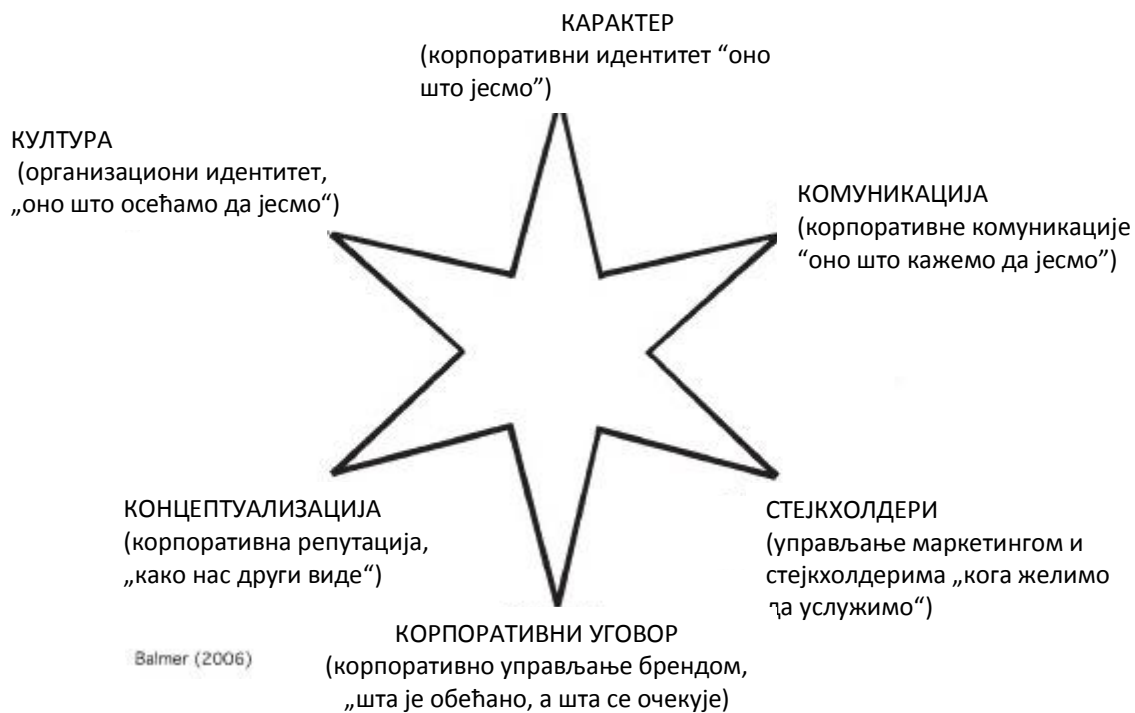 КАРАКТЕР
(корпоративни идентитет “оно
што јесмо”)
КУЛТУРА
(организациони идентитет,
„оно што осећамо да јесмо“)
КОМУНИКАЦИЈА
(корпоративне комуникације
“оно што кажемо да јесмо”)
КОНЦЕПТУАЛИЗАЦИЈА
(корпоративна репутација,
„како нас други виде“)
СТЕЈКХОЛДЕРИ
(управљање маркетингом и
стејкхолдерима „кога желимо
да услужимо“)
КОРПОРАТИВНИ УГОВОР
(корпоративно управљање брендом,
„шта је обећано, а шта се очекује)
Balmer (2006)